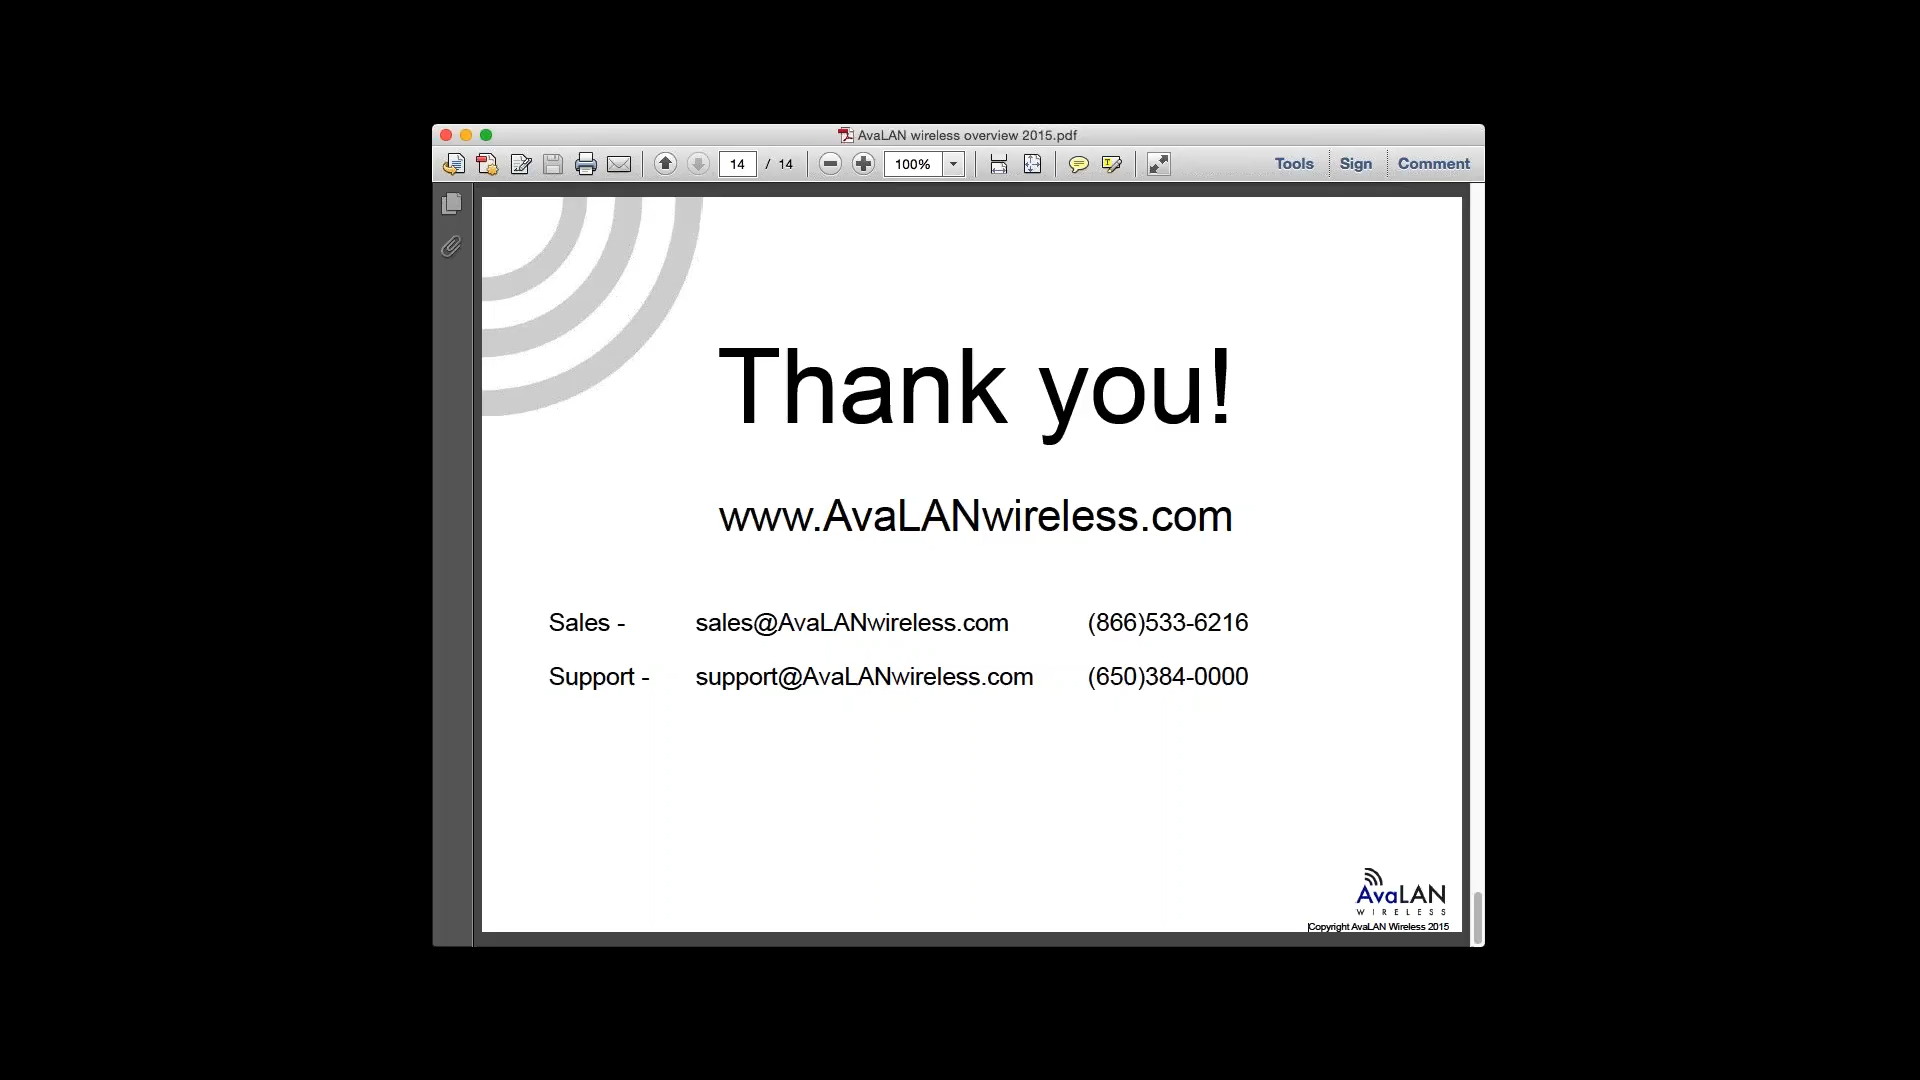 AvaLAN wireless overview 2015.pdf
14 / 14 100% Tools Sign Comment
Thank you!
www.AvaLANwireless.com
Sales - sales@AvaLANwireless.com (866)533-6216
Support - support@AvaLANwireless.com (650)384-0000
AvaLAN
WIRELESS
Copyright AvaLAN Wireless 2015